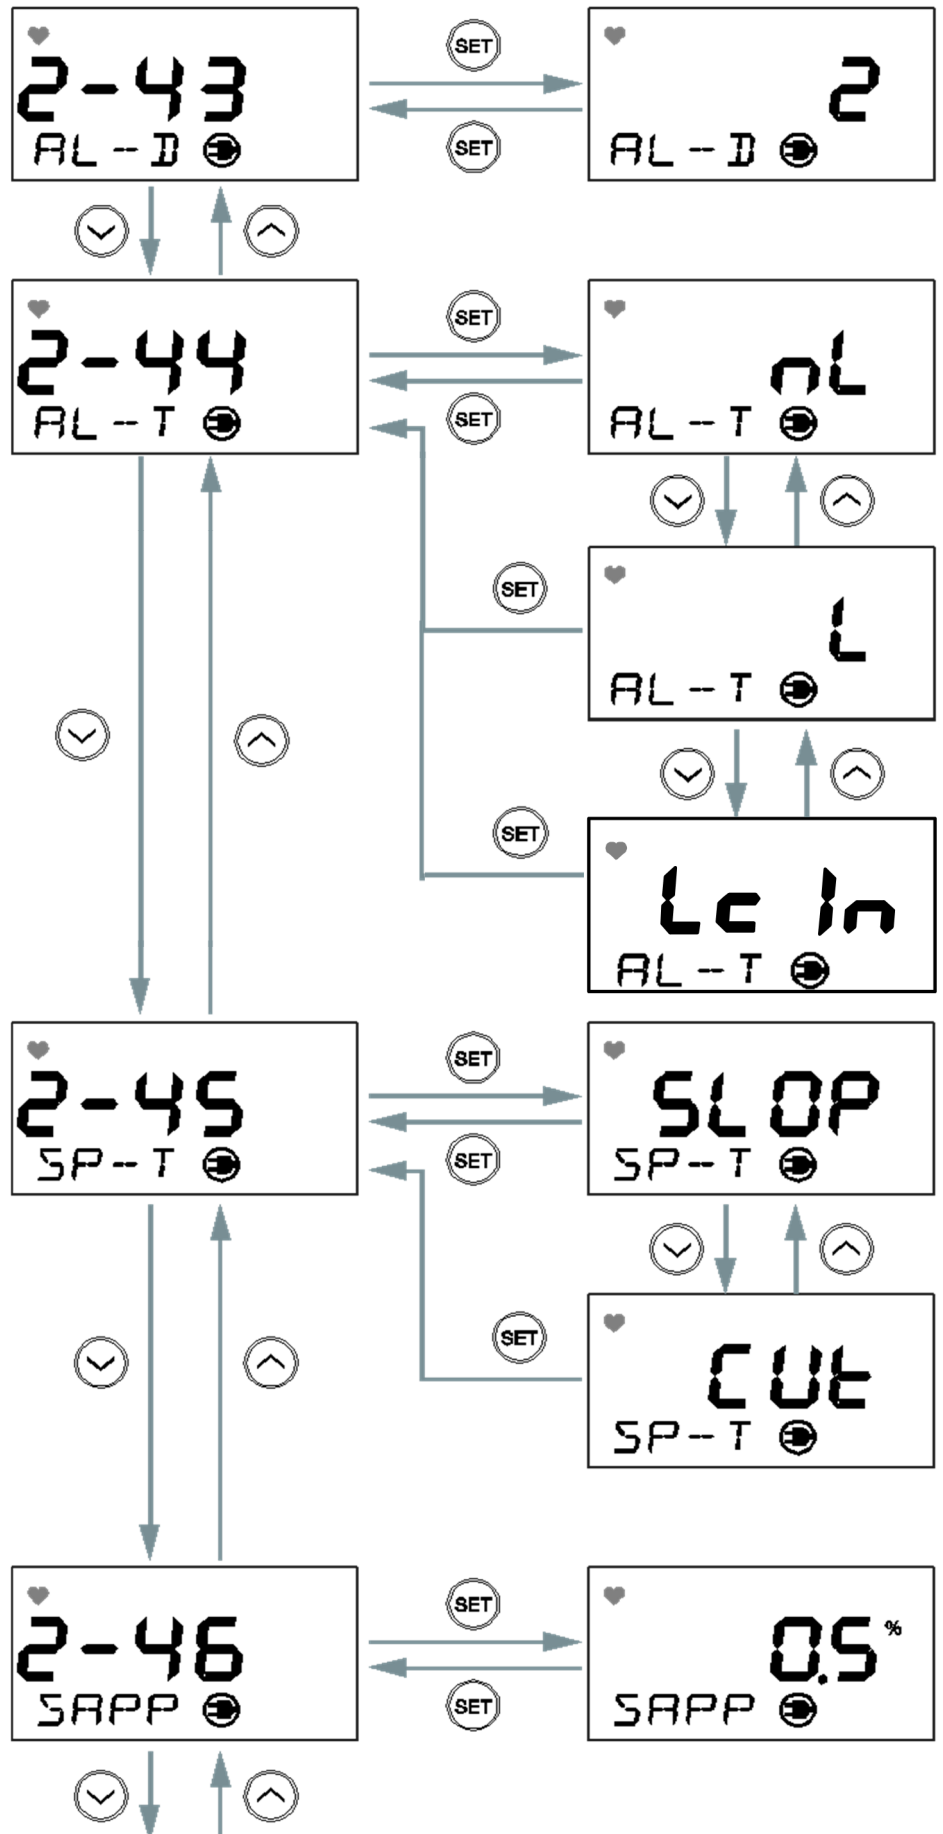 SET
2-43
2
AL--D
AL--D
SET
SET
2-44
nL
AL--T
AL--T
SET
SET
L
AL--T
SET
Lc In
AL--T
SET
2-45
SLOP
SP--T
SP--T
SET
SET
CUt
SP--T
SET
2-46
0.5%
SAPP
SAPP
SET